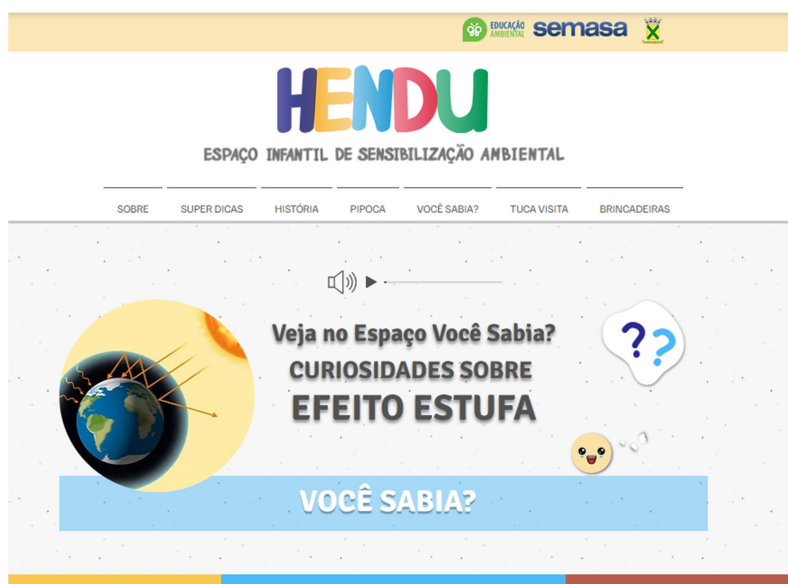 EDUCAÇÃO
AMBIENTAL
semasa
HENDU
ESPAÇO INFANTIL DE SENSIBILIZAÇÃO AMBIENTAL
SOBRE SUPER DICAS HISTÓRIA PIPOCA VOCÊ SABIA? TUCA VISITA BRINCADEIRAS
Veja no Espaço Você Sabia?
CURIOSIDADES SOBRE
EFEITO ESTUFA
??
VOCÊ SABIA?